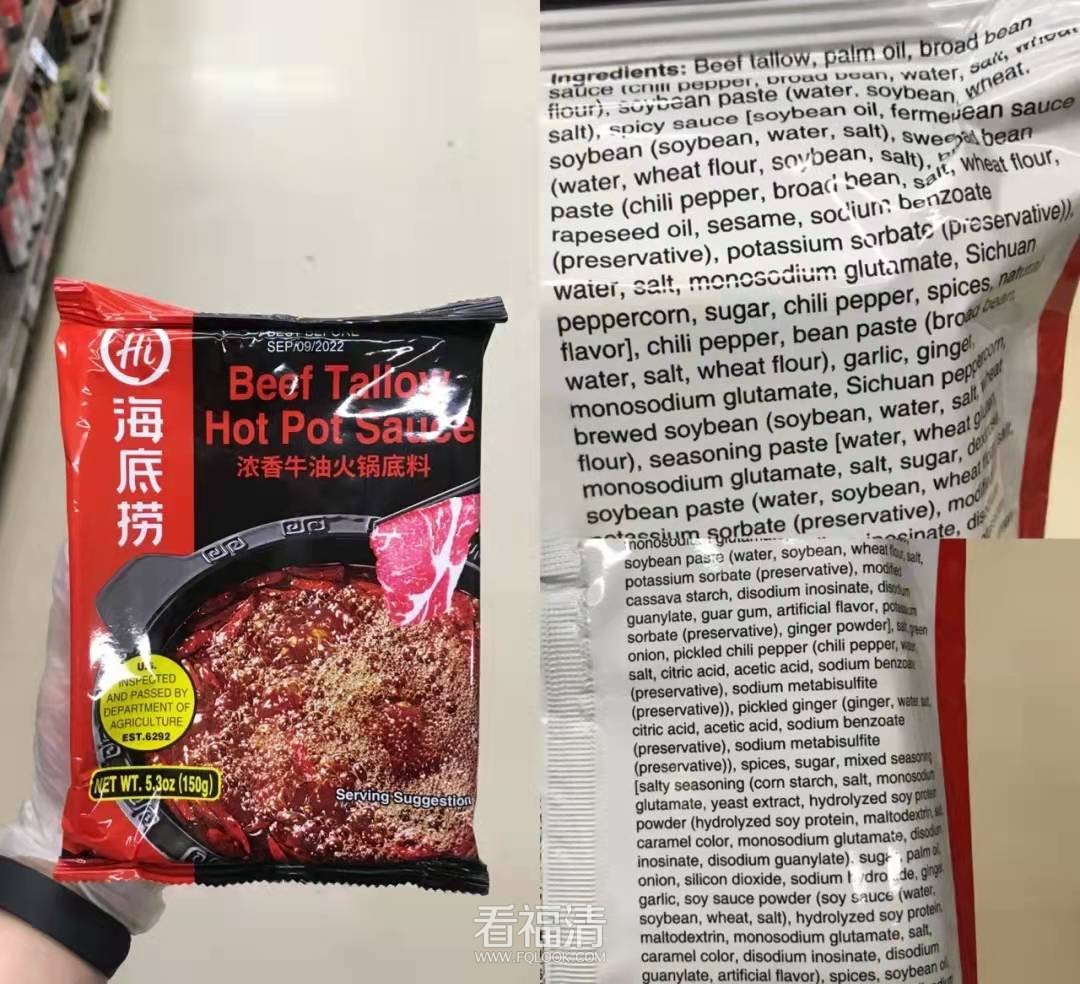 Hi
海底捞
BEST BEFORE
SEP/09/2022
Beef Tallow
Hot Pot Sauce
浓香牛油火锅底料
U.S.
INSPECTED
AND PASSED BY
DEPARTMENT OF
AGRICULTURE
EST.6292
NET WT. 5.3oz (150g)
Serving Suggestion
Ingredients: Beef tallow, palm oil, broad bean
sauce (chili pepper, broad bean, water, salt, wheat
flour), soybean paste (water, soybean, wheat,
salt), spicy sauce [soybean oil, fermented
soybean (soybean, water, salt), sweet bean sauce
(water, wheat flour, soybean, salt), broad bean
paste (chili pepper, broad bean, salt, wheat flour,
rapeseed oil, sesame, sodium benzoate
(preservative), potassium sorbate (preservative)),
water, salt, monosodium glutamate, Sichuan
peppercorn, sugar, chili pepper, spices, natural
flavor], chili pepper, bean paste (broad bean,
water, salt, wheat flour), garlic, ginger,
monosodium glutamate, Sichuan peppercorn,
brewed soybean (soybean, water, salt, wheat
flour), seasoning paste [water, wheat gluten,
monosodium glutamate, salt, sugar,
soybean paste (water, soybean, wheat flour, salt,
potassium sorbate (preservative),
inosinate,
monosodium
soybean paste (water, soybean, wheat flour, salt,
potassium sorbate (preservative), modified
cassava starch, disodium inosinate, disodium
guanylate, guar gum, artificial flavor, potassium
sorbate (preservative), ginger powder], salt, green
onion, pickled chili pepper (chili pepper, water,
salt, citric acid, acetic acid, sodium benzoate
(preservative), sodium metabisulfite
(preservative)), pickled ginger (ginger, water, salt,
citric acid, acetic acid, sodium benzoate
(preservative), sodium metabisulfite
(preservative)), spices, sugar, mixed seasoning
[salty seasoning (corn starch, salt, monosodium
glutamate, yeast extract, hydrolyzed soy protein
powder (hydrolyzed soy protein, maltodextrin, salt,
caramel color, monosodium glutamate, disodium
inosinate, disodium guanylate), sugar, palm oil,
onion, silicon dioxide, sodium ginger,
garlic, soy sauce powder (soy sauce (water,
soybean, wheat, salt), hydrolyzed soy protein,
maltodextrin, monosodium glutamate, salt,
caramel color, disodium inosinate, disodium
guanylate, artificial flavor), spices, soybean oil,
看福清
WWW.FQLOOK.COM